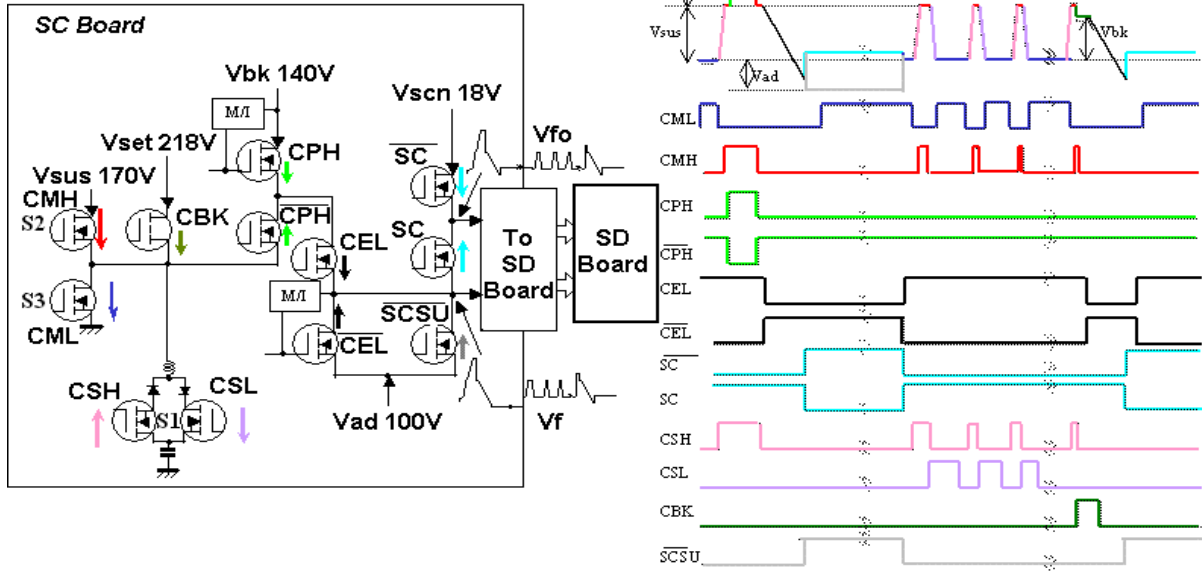 SC Board
Vbk 140V
M/I
Vscn 18V
Vset 218V
CPH
SC
Vfo
Vsus 170V
CMH
S2
CBK
CPH
SC
CEL
To
SD
Board
SD
Board
S3
M/I
CML
SCSU
CEL
CSH
CSL
S1
Vad 100V
Vf
Vsus
Vbk
Vad
CML
CMH
CPH
CPH
CEL
CEL
SC
SC
CSH
CSL
CBK
SCSU